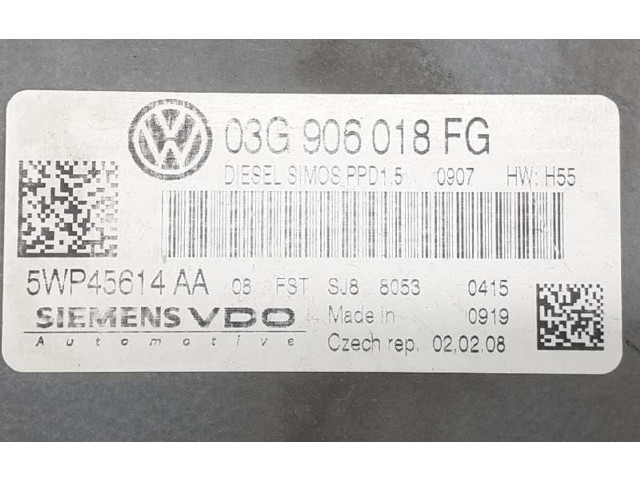 VW 03G 906 018 FG
DIESEL SIMOS PPD1.5 0907 HW: H55
5WP45614 AA 08 FST SJ8 8053 0415
SIEMENS VDO Made in 0919
Automotive Czech rep. 02,02,08